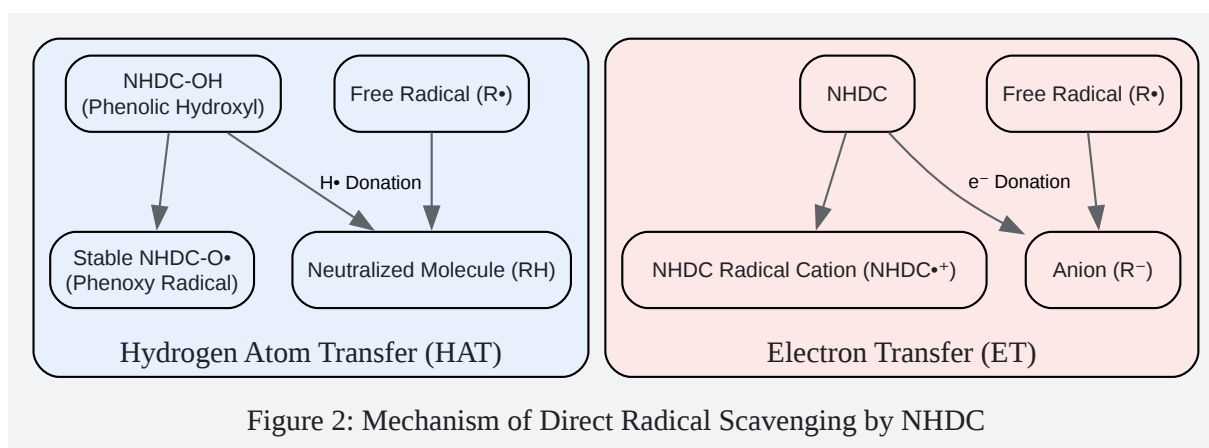 NHDC-OH
(Phenolic Hydroxyl)
Free Radical (R•)
H• Donation
Stable NHDC-O•
(Phenoxy Radical)
Neutralized Molecule (RH)
Hydrogen Atom Transfer (HAT)
NHDC
Free Radical (R•)
e⁻ Donation
NHDC Radical Cation (NHDC•⁺)
Anion (R⁻)
Electron Transfer (ET)
Figure 2: Mechanism of Direct Radical Scavenging by NHDC